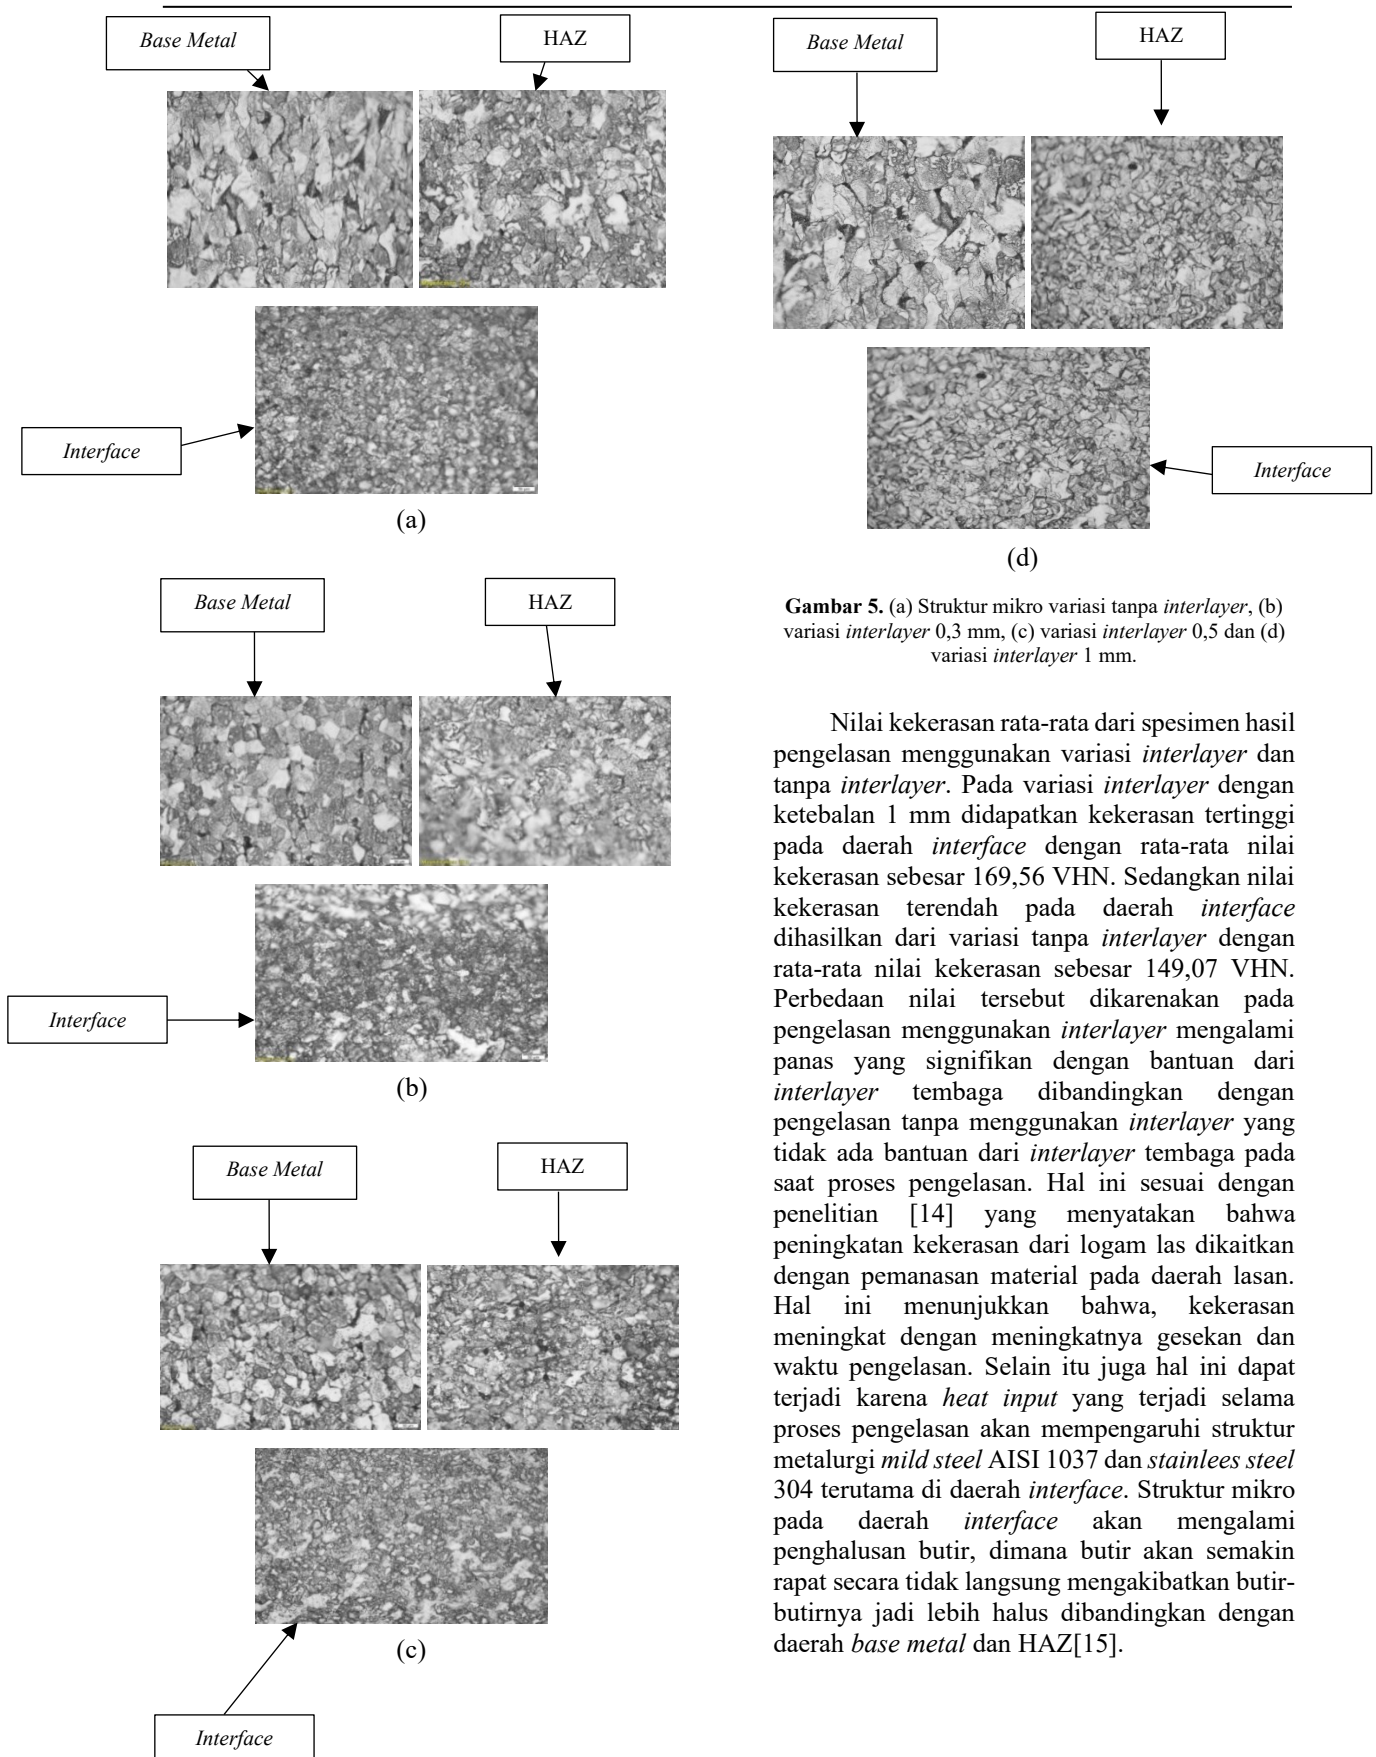 Base Metal
HAZ
Interface
(a)
Base Metal
HAZ
Interface
(b)
Base Metal
HAZ
(c)
Interface
Base Metal
HAZ
Interface
(d)
Gambar 5. (a) Struktur mikro variasi tanpa interlayer, (b)
variasi interlayer 0,3 mm, (c) variasi interlayer 0,5 dan (d)
variasi interlayer 1 mm.
Nilai kekerasan rata-rata dari spesimen hasil
pengelasan menggunakan variasi interlayer dan
tanpa interlayer. Pada variasi interlayer dengan
ketebalan 1 mm didapatkan kekerasan tertinggi
pada daerah interface dengan rata-rata nilai
kekerasan sebesar 169,56 VHN. Sedangkan nilai
kekerasan terendah pada daerah interface
dihasilkan dari variasi tanpa interlayer dengan
rata-rata nilai kekerasan sebesar 149,07 VHN.
Perbedaan nilai tersebut dikarenakan pada
pengelasan menggunakan interlayer mengalami
panas yang signifikan dengan bantuan dari
interlayer tembaga dibandingkan dengan
pengelasan tanpa menggunakan interlayer yang
tidak ada bantuan dari interlayer tembaga pada
saat proses pengelasan. Hal ini sesuai dengan
penelitian [14] yang menyatakan bahwa
peningkatan kekerasan dari logam las dikaitkan
dengan pemanasan material pada daerah lasan.
Hal ini menunjukkan bahwa, kekerasan
meningkat dengan meningkatnya gesekan dan
waktu pengelasan. Selain itu juga hal ini dapat
terjadi karena heat input yang terjadi selama
proses pengelasan akan mempengaruhi struktur
metalurgi mild steel AISI 1037 dan stainlees steel
304 terutama di daerah interface. Struktur mikro
pada daerah interface akan mengalami
penghalusan butir, dimana butir akan semakin
rapat secara tidak langsung mengakibatkan butir-
butirnya jadi lebih halus dibandingkan dengan
daerah base metal dan HAZ[15].